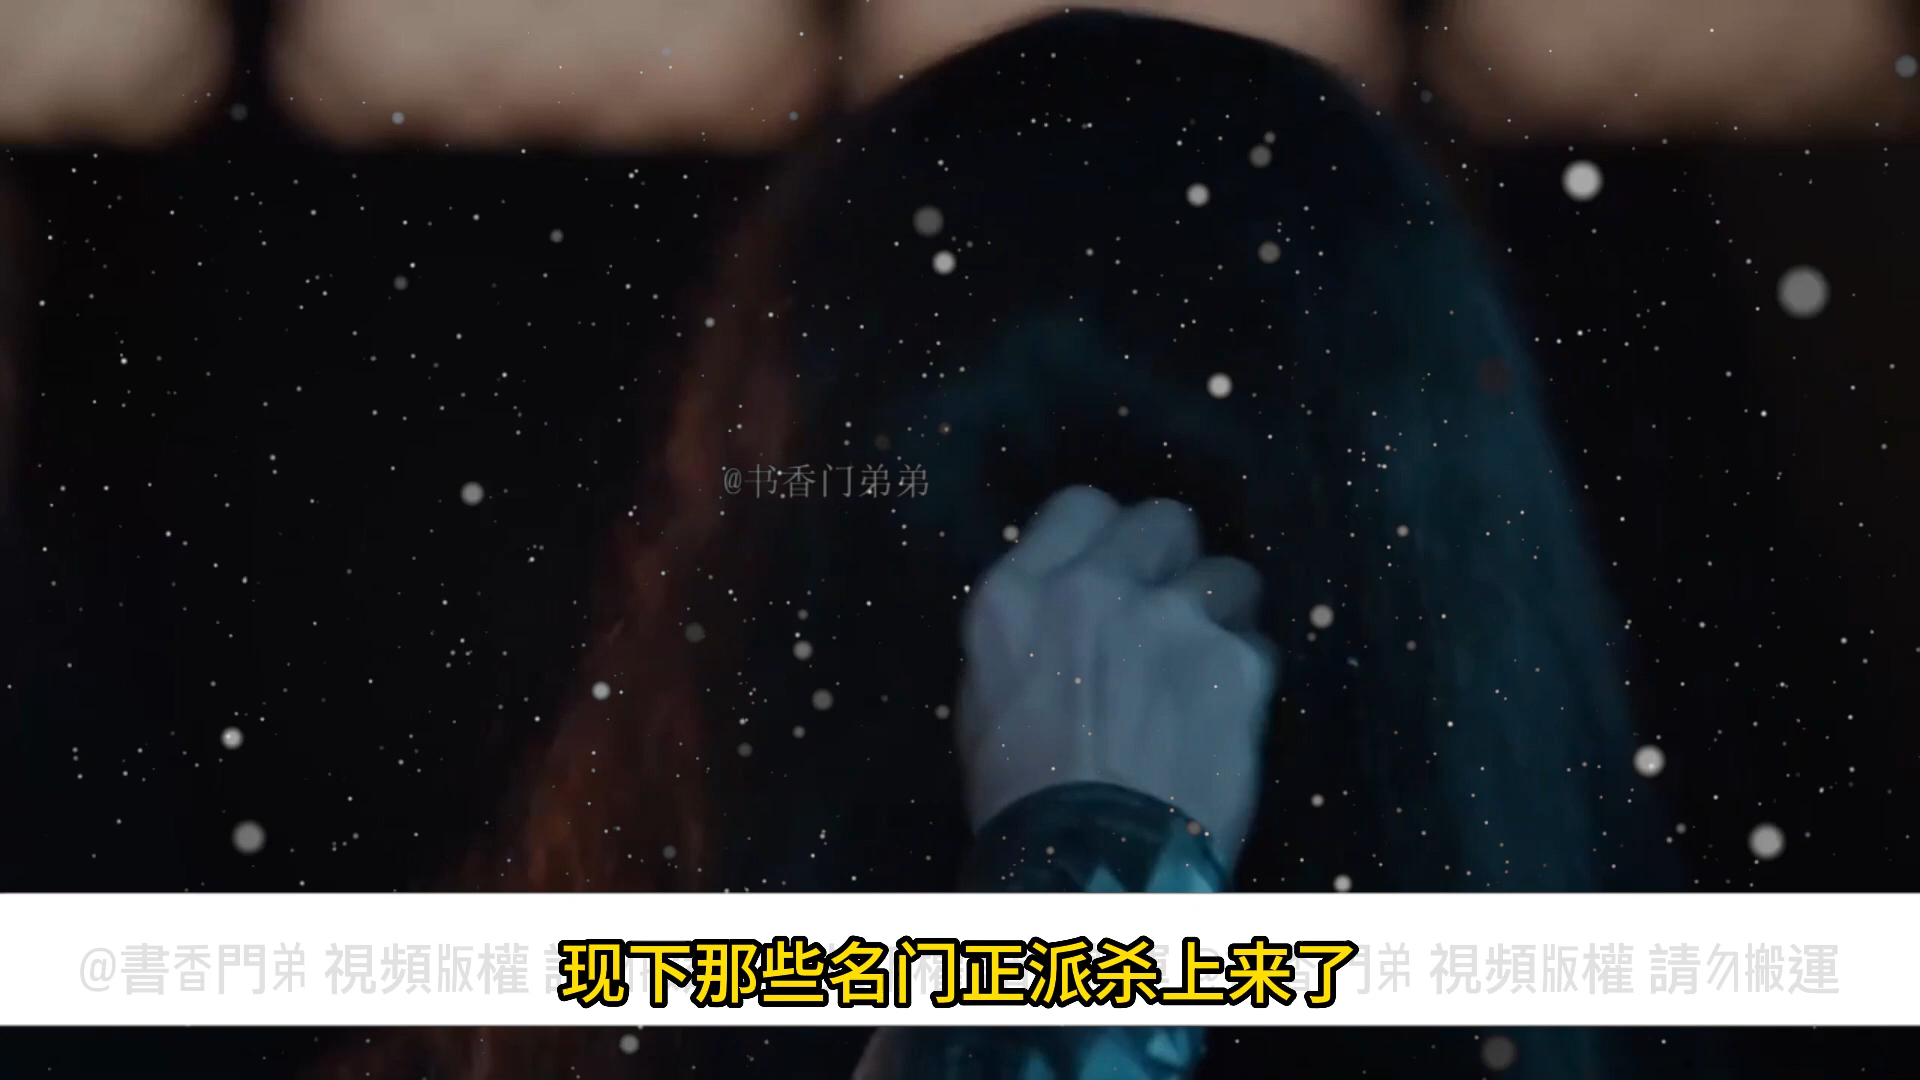 @书香门弟弟
@書香門弟 視頻版權
现下那些名门正派杀上来了
門弟 視頻版權 請勿搬運